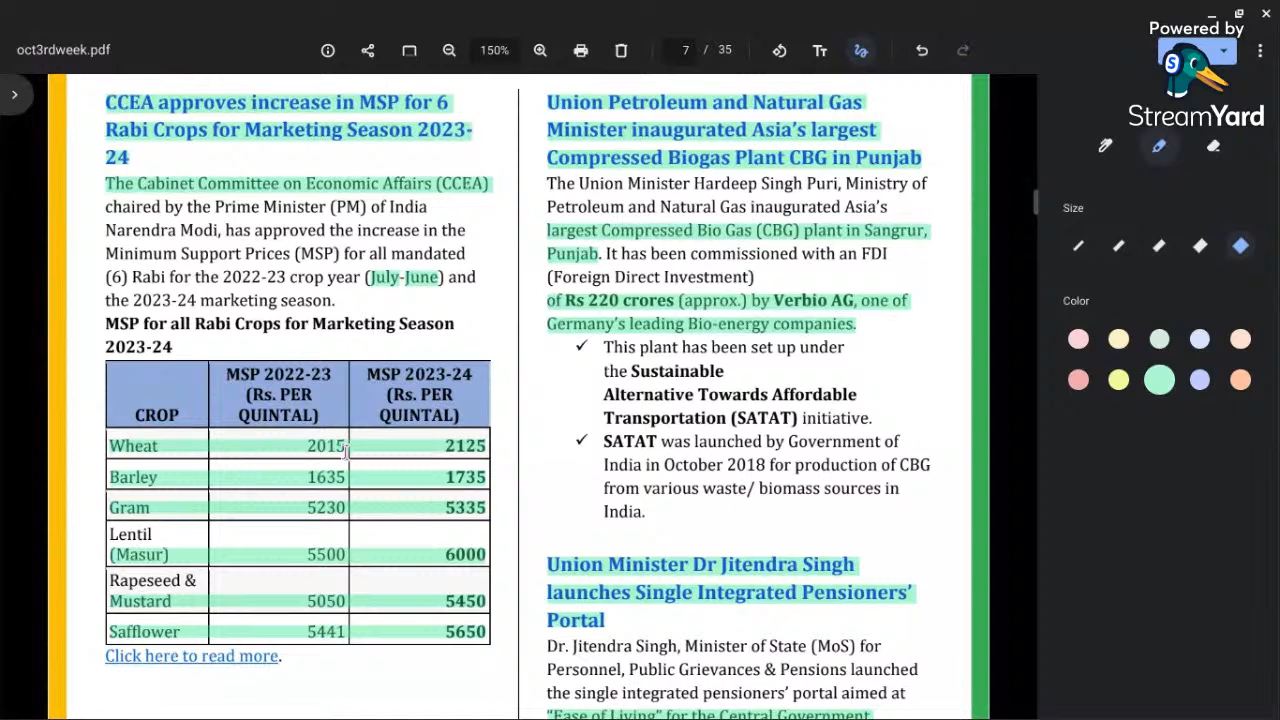 oct3rdweek.pdf
150%
7 / 35
Powered by
S
StreamYard
CCEA approves increase in MSP for 6
Rabi Crops for Marketing Season 2023-
24
The Cabinet Committee on Economic Affairs (CCEA)
chaired by the Prime Minister (PM) of India
Narendra Modi, has approved the increase in the
Minimum Support Prices (MSP) for all mandated
(6) Rabi for the 2022-23 crop year (July-June) and
the 2023-24 marketing season.
MSP for all Rabi Crops for Marketing Season
2023-24
CROP MSP 2022-23 (Rs. PER QUINTAL) MSP 2023-24 (Rs. PER QUINTAL)
Wheat 2015 2125
Barley 1635 1735
Gram 5230 5335
Lentil
(Masur) 5500 6000
Rapeseed &
Mustard 5050 5450
Safflower 5441 5650
Click here to read more.
Union Petroleum and Natural Gas
Minister inaugurated Asia's largest
Compressed Biogas Plant CBG in Punjab
The Union Minister Hardeep Singh Puri, Ministry of
Petroleum and Natural Gas inaugurated Asia's
largest Compressed Bio Gas (CBG) plant in Sangrur,
Punjab. It has been commissioned with an FDI
(Foreign Direct Investment)
of Rs 220 crores (approx.) by Verbio AG, one of
Germany's leading Bio-energy companies.
✓ This plant has been set up under
the Sustainable
Alternative Towards Affordable
Transportation (SATAT) initiative.
✓ SATAT was launched by Government of
India in October 2018 for production of CBG
from various waste/ biomass sources in
India.
Union Minister Dr Jitendra Singh
launches Single Integrated Pensioners'
Portal
Dr. Jitendra Singh, Minister of State (MoS) for
Personnel, Public Grievances & Pensions launched
the single integrated pensioners' portal aimed at
"Ease of Living" for the Central Government
Size
Color